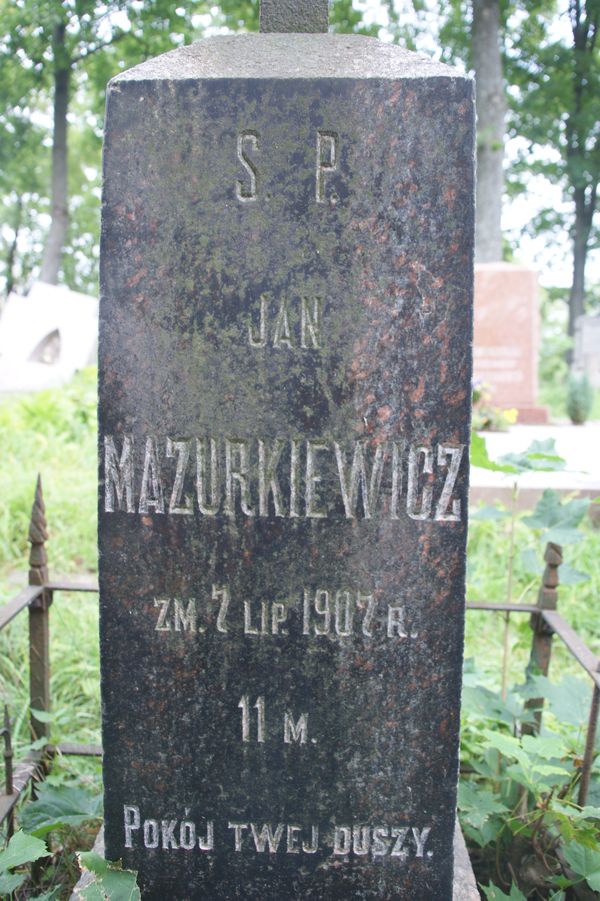 S. P.
JAN
MAZURKIEWICZ
ZM. 7 LIP. 1907 R.
11 M.
POKÓJ TWEJ DUSZY.